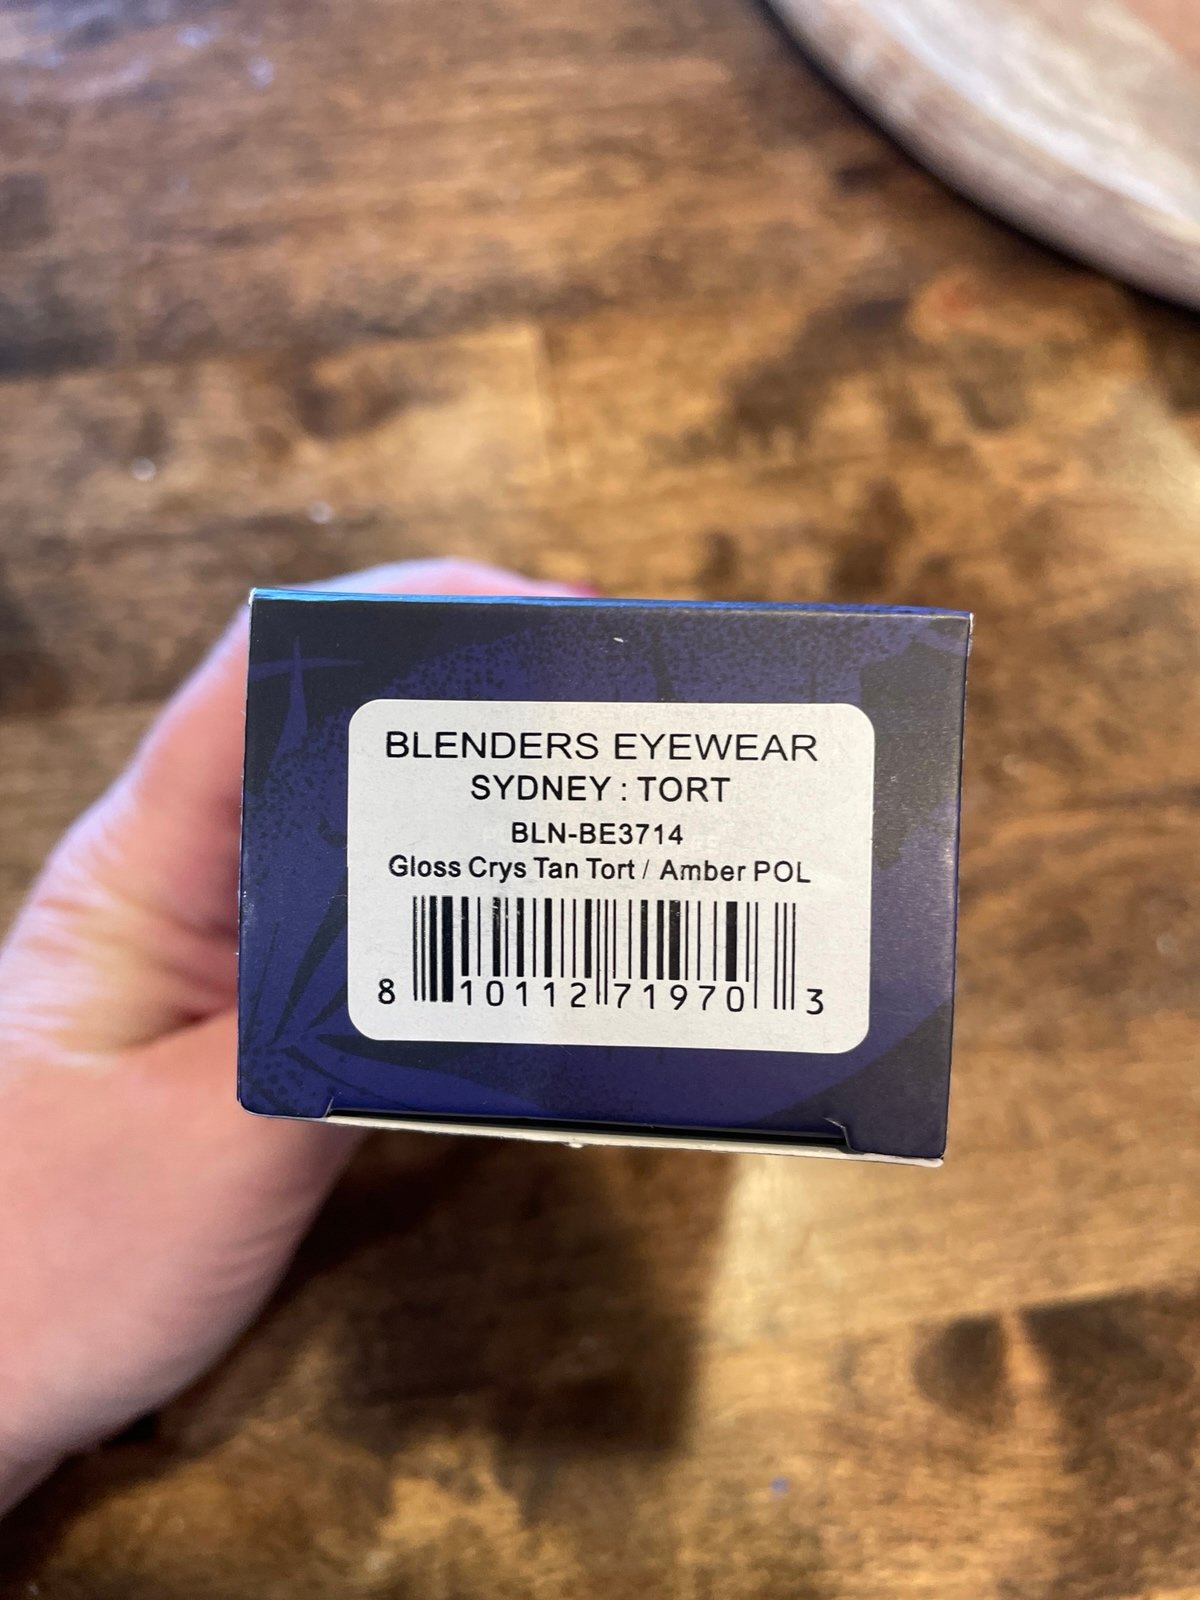 BLENDERS EYEWEAR
SYDNEY : TORT
BLN-BE3714
Gloss Crys Tan Tort / Amber POL
8 10112 71970 3